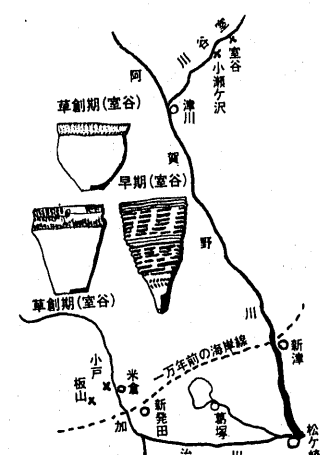 室谷
小瀬ケ沢
室谷川
津川
阿賀野川
草創期(室谷)
早期(室谷)
草創期(室谷)
一万年前の海岸線
新津
小戸
板山
米倉
新発田
葛塚
松ケ崎
加治川